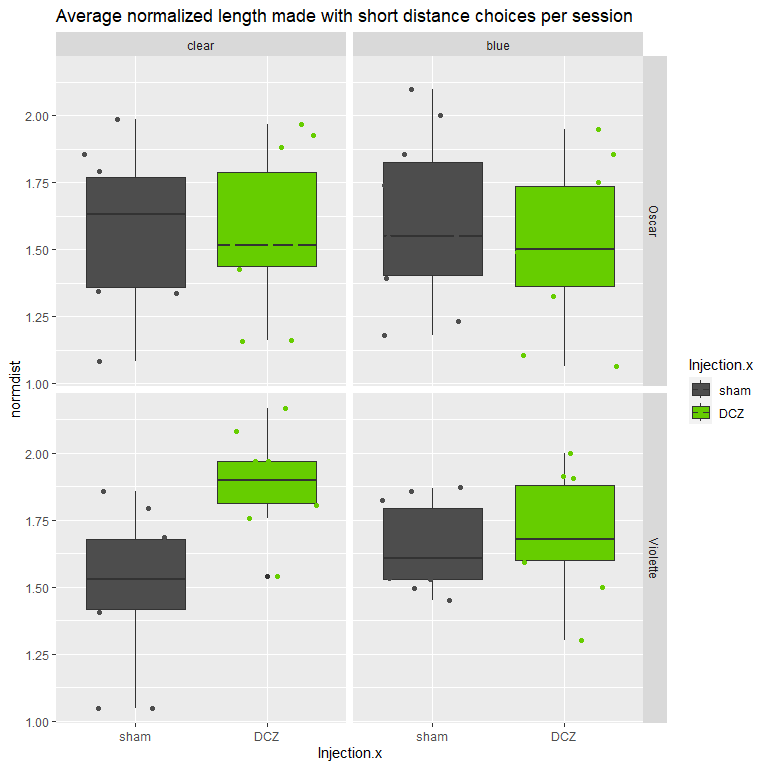 Average normalized length made with short distance choices per session
clear
blue
2.00
1.75
1.50
1.25
1.00
Oscar
2.00
1.75
1.50
1.25
1.00
Violette
normdist
sham
DCZ
sham
DCZ
Injection.x
Injection.x
sham
DCZ